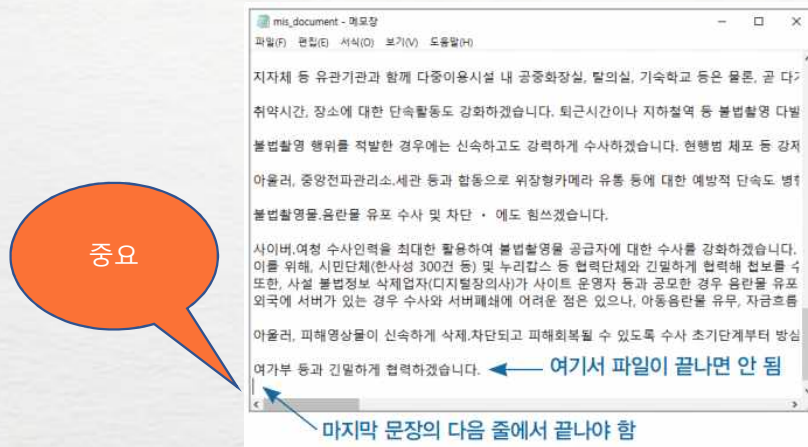 mis_document - 메모장
파일(F) 편집(E) 서식(O) 보기(V) 도움말(H)
지자체 등 유관기관과 함께 다중이용시설 내 공중화장실, 탈의실, 기숙학교 등은 물론, 곧 다가
취약시간, 장소에 대한 단속활동도 강화하겠습니다. 퇴근시간이나 지하철역 등 불법촬영 다발
불법촬영 행위를 적발한 경우에는 신속하고도 강력하게 수사하겠습니다. 현행범 체포 등 강제
아울러, 중앙전파관리소.세관 등과 합동으로 위장형카메라 유통 등에 대한 예방적 단속도 병행
불법촬영물.음란물 유포 수사 및 차단 · 에도 힘쓰겠습니다.
중요
사이버.여청 수사인력을 최대한 활용하여 불법촬영물 공급자에 대한 수사를 강화하겠습니다.
이를 위해, 시민단체(한사성 300건 등) 및 누리캅스 등 협력단체와 긴밀하게 협력해 첩보를 수
또한, 사설 불법정보 삭제업자(디지털장의사)가 사이트 운영자 등과 공모한 경우 음란물 유포
외국에 서버가 있는 경우 수사와 서버폐쇄에 어려운 점은 있으나, 아동음란물 유무, 자금흐름
아울러, 피해영상물이 신속하게 삭제.차단되고 피해회복될 수 있도록 수사 초기단계부터 방심
여가부 등과 긴밀하게 협력하겠습니다. 여기서 파일이 끝나면 안 됨
마지막 문장의 다음 줄에서 끝나야 함